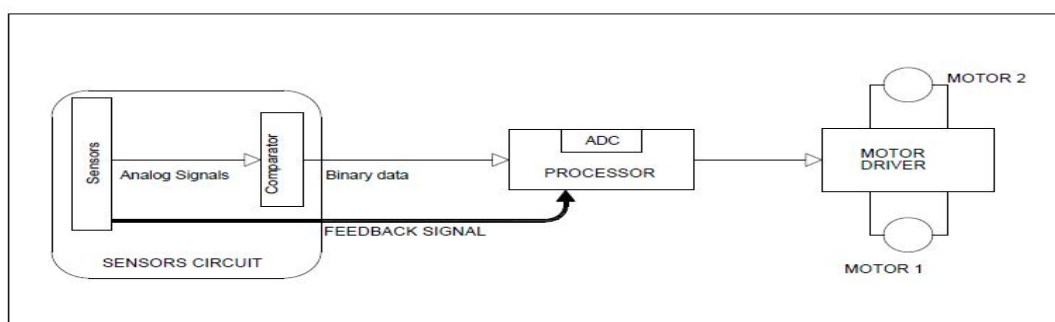 MOTOR 2
Sensors
Comparator
ADC
Analog Signals
Binary data
PROCESSOR
MOTOR
DRIVER
FEEDBACK SIGNAL
SENSORS CIRCUIT
MOTOR 1